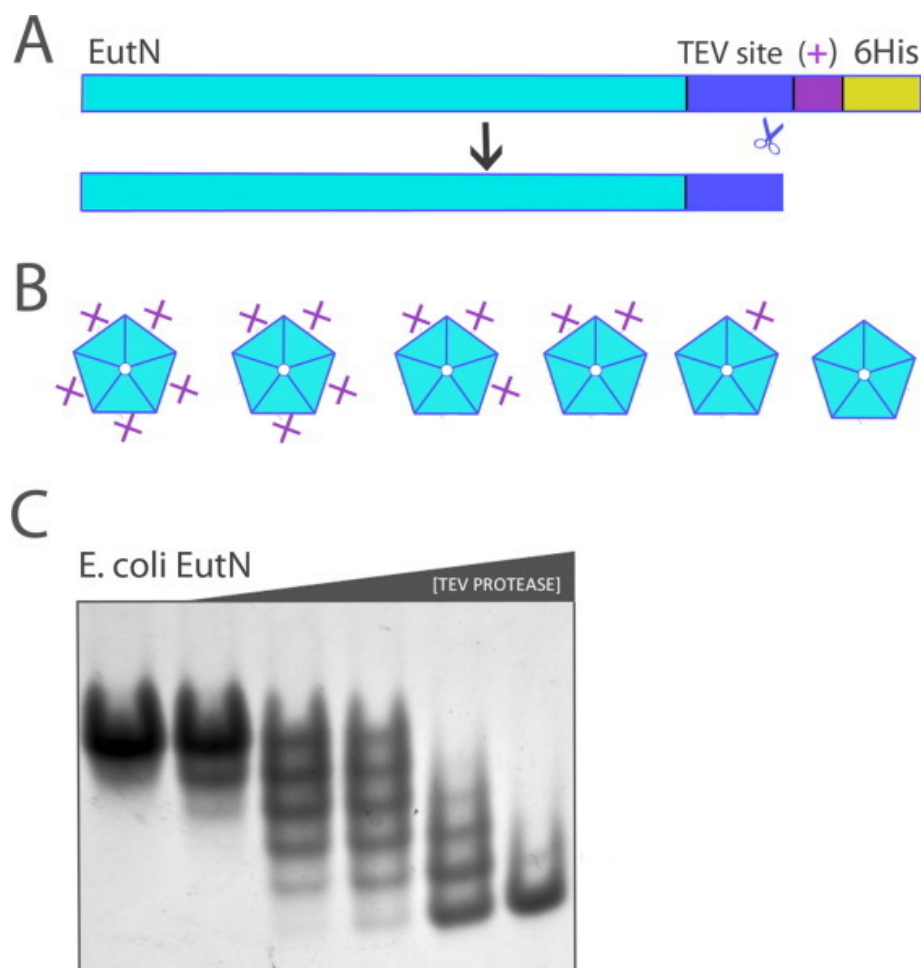 A
EutN TEV site (+) 6His
B
C
E. coli EutN
[TEV PROTEASE]